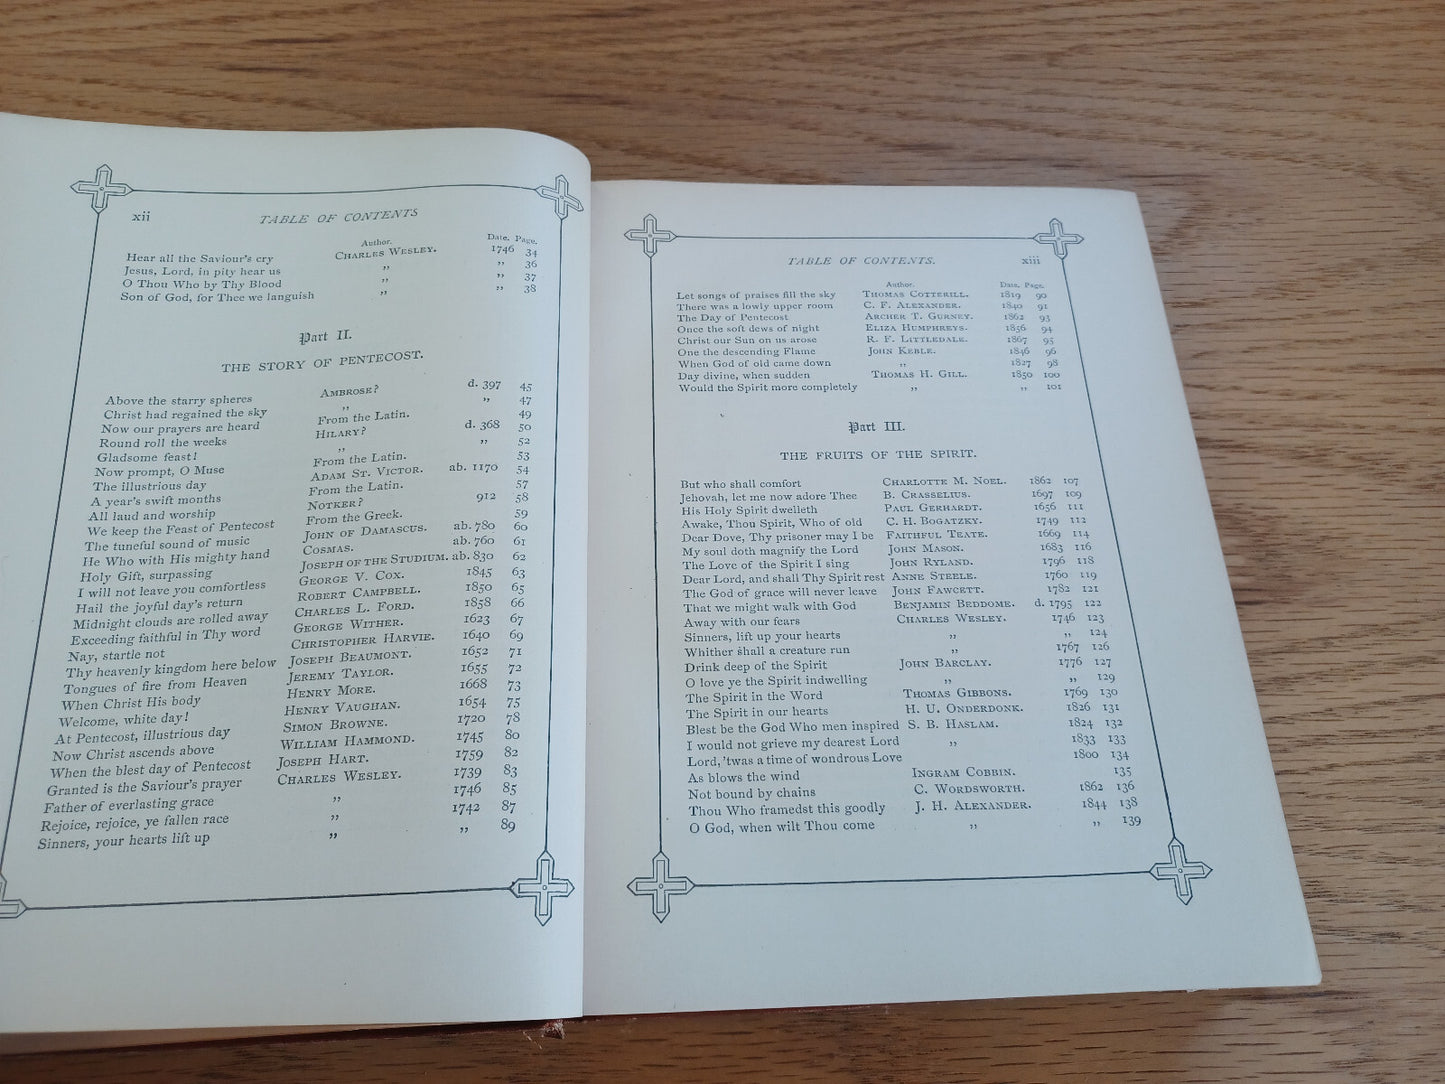 xii TABLE OF CONTENTS
Author. Date. Page.
Hear all the Saviour's cry CHARLES WESLEY. 1746 34
Jesus, Lord, in pity hear us ,, ,, 36
O Thou Who by Thy Blood ,, ,, 37
Son of God, for Thee we languish ,, ,, 38
Part II.
THE STORY OF PENTECOST.
Above the starry spheres AMBROSE? d. 397 45
Christ had regained the sky ,, ,, 47
Now our prayers are heard From the Latin. 49
Round roll the weeks HILARY? d. 368 50
Gladsome feast! ,, ,, 52
Now prompt, O Muse From the Latin. 53
The illustrious day ADAM ST. VICTOR. ab. 1170 54
A year's swift months From the Latin. 57
All laud and worship NOTKER? 912 58
We keep the Feast of Pentecost From the Greek. 59
The tuneful sound of music JOHN OF DAMASCUS. ab. 780 60
He Who with His mighty hand COSMAS. ab. 760 61
Holy Gift, surpassing JOSEPH OF THE STUDIUM. ab. 830 62
I will not leave you comfortless GEORGE V. COX. 1845 63
Hail the joyful day's return ROBERT CAMPBELL. 1850 65
Midnight clouds are rolled away CHARLES L. FORD. 1858 66
Exceeding faithful in Thy word GEORGE WITHER. 1623 67
Nay, startle not CHRISTOPHER HARVIE. 1640 69
Thy heavenly kingdom here below JOSEPH BEAUMONT. 1652 71
Tongues of fire from Heaven JEREMY TAYLOR. 1655 72
When Christ His body HENRY MORE. 1668 73
Welcome, white day! HENRY VAUGHAN. 1654 75
At Pentecost, illustrious day SIMON BROWNE. 1720 78
Now Christ ascends above WILLIAM HAMMOND. 1745 80
When the blest day of Pentecost JOSEPH HART. 1759 82
Granted is the Saviour's prayer CHARLES WESLEY. 1739 83
Father of everlasting grace ,, 1746 85
Rejoice, rejoice, ye fallen race ,, 1742 87
Sinners, your hearts lift up ,, ,, 89
TABLE OF CONTENTS. xiii
Author. Date. Page.
Let songs of praises fill the sky THOMAS COTTERILL. 1819 90
There was a lowly upper room C. F. ALEXANDER. 1840 91
The Day of Pentecost ARCHER T. GURNEY. 1862 93
Once the soft dews of night ELIZA HUMPHREYS. 1856 94
Christ our Sun on us arose R. F. LITTLEDALE. 1867 95
One the descending Flame JOHN KEBLE. 1846 96
When God of old came down ,, 1827 98
Day divine, when sudden THOMAS H. GILL. 1850 100
Would the Spirit more completely ,, ,, 101
Part III.
THE FRUITS OF THE SPIRIT.
But who shall comfort CHARLOTTE M. NOEL. 1862 107
Jehovah, let me now adore Thee B. CRASSELIUS. 1697 109
His Holy Spirit dwelleth PAUL GERHARDT. 1656 111
Awake, Thou Spirit, Who of old C. H. BOGATZKY. 1749 112
Dear Dove, Thy prisoner may I be FAITHFUL TEATE. 1669 114
My soul doth magnify the Lord JOHN MASON. 1683 116
The Love of the Spirit I sing JOHN RYLAND. 1796 118
Dear Lord, and shall Thy Spirit rest ANNE STEELE. 1760 119
The God of grace will never leave JOHN FAWCETT. 1782 121
That we might walk with God BENJAMIN BEDDOME. d. 1795 122
Away with our fears CHARLES WESLEY. 1746 123
Sinners, lift up your hearts ,, ,, 124
Whither shall a creature run ,, 1767 126
Drink deep of the Spirit JOHN BARCLAY. 1776 127
O love ye the Spirit indwelling ,, ,, 129
The Spirit in the Word THOMAS GIBBONS. 1769 130
The Spirit in our hearts H. U. ONDERDONK. 1826 131
Blest be the God Who men inspired S. B. HASLAM. 1824 132
I would not grieve my dearest Lord ,, 1833 133
Lord, 'twas a time of wondrous Love 1800 134
As blows the wind INGRAM COBBIN. 135
Not bound by chains C. WORDSWORTH. 1862 136
Thou Who framedst this goodly J. H. ALEXANDER. 1844 138
O God, when wilt Thou come ,, ,, 139